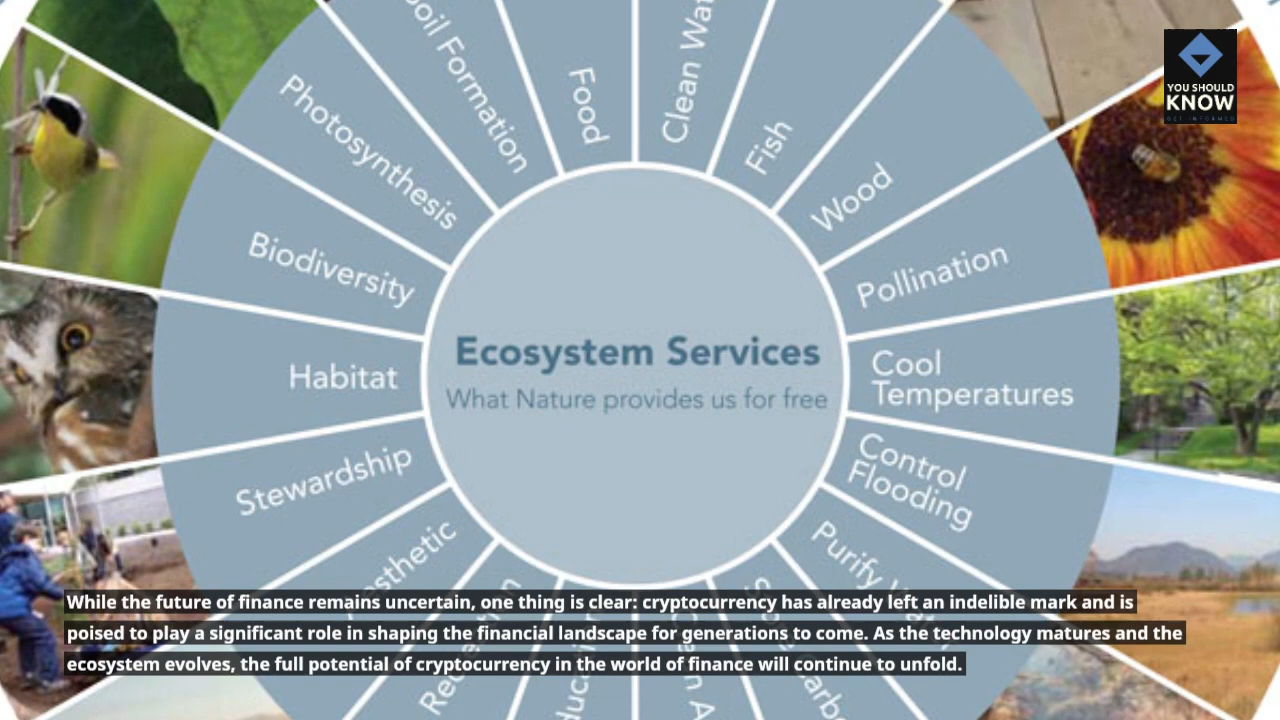 YOU SHOULD
KNOW
GET INFORMED
Soil Formation
Food
Clean Wat
Fish
Photosynthesis
Wood
Biodiversity
Pollination
Habitat
Cool
Temperatures
Ecosystem Services
What Nature provides us for free
Stewardship
Control
Flooding
esthetic
Purify
While the future of finance remains uncertain, one thing is clear: cryptocurrency has already left an indelible mark and is
poised to play a significant role in shaping the financial landscape for generations to come. As the technology matures and the
ecosystem evolves, the full potential of cryptocurrency in the world of finance will continue to unfold.